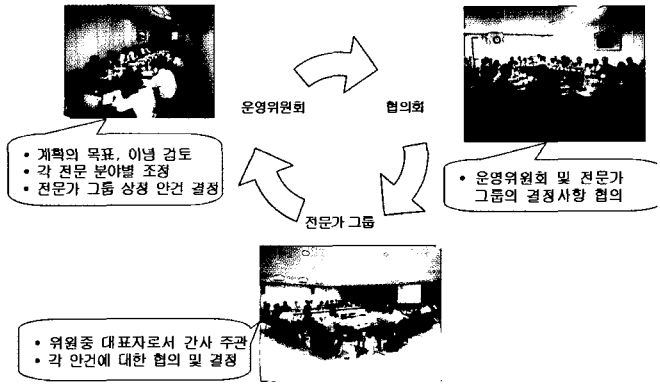 운영위원회
협의회
• 계획의 목표, 이념 검토
• 각 전문 분야별 조정
• 전문가 그룹 상정 안건 결정
• 운영위원회 및 전문가
그룹의 결정사항 협의
전문가 그룹
• 위원중 대표자로서 간사 주관
• 각 안건에 대한 협의 및 결정